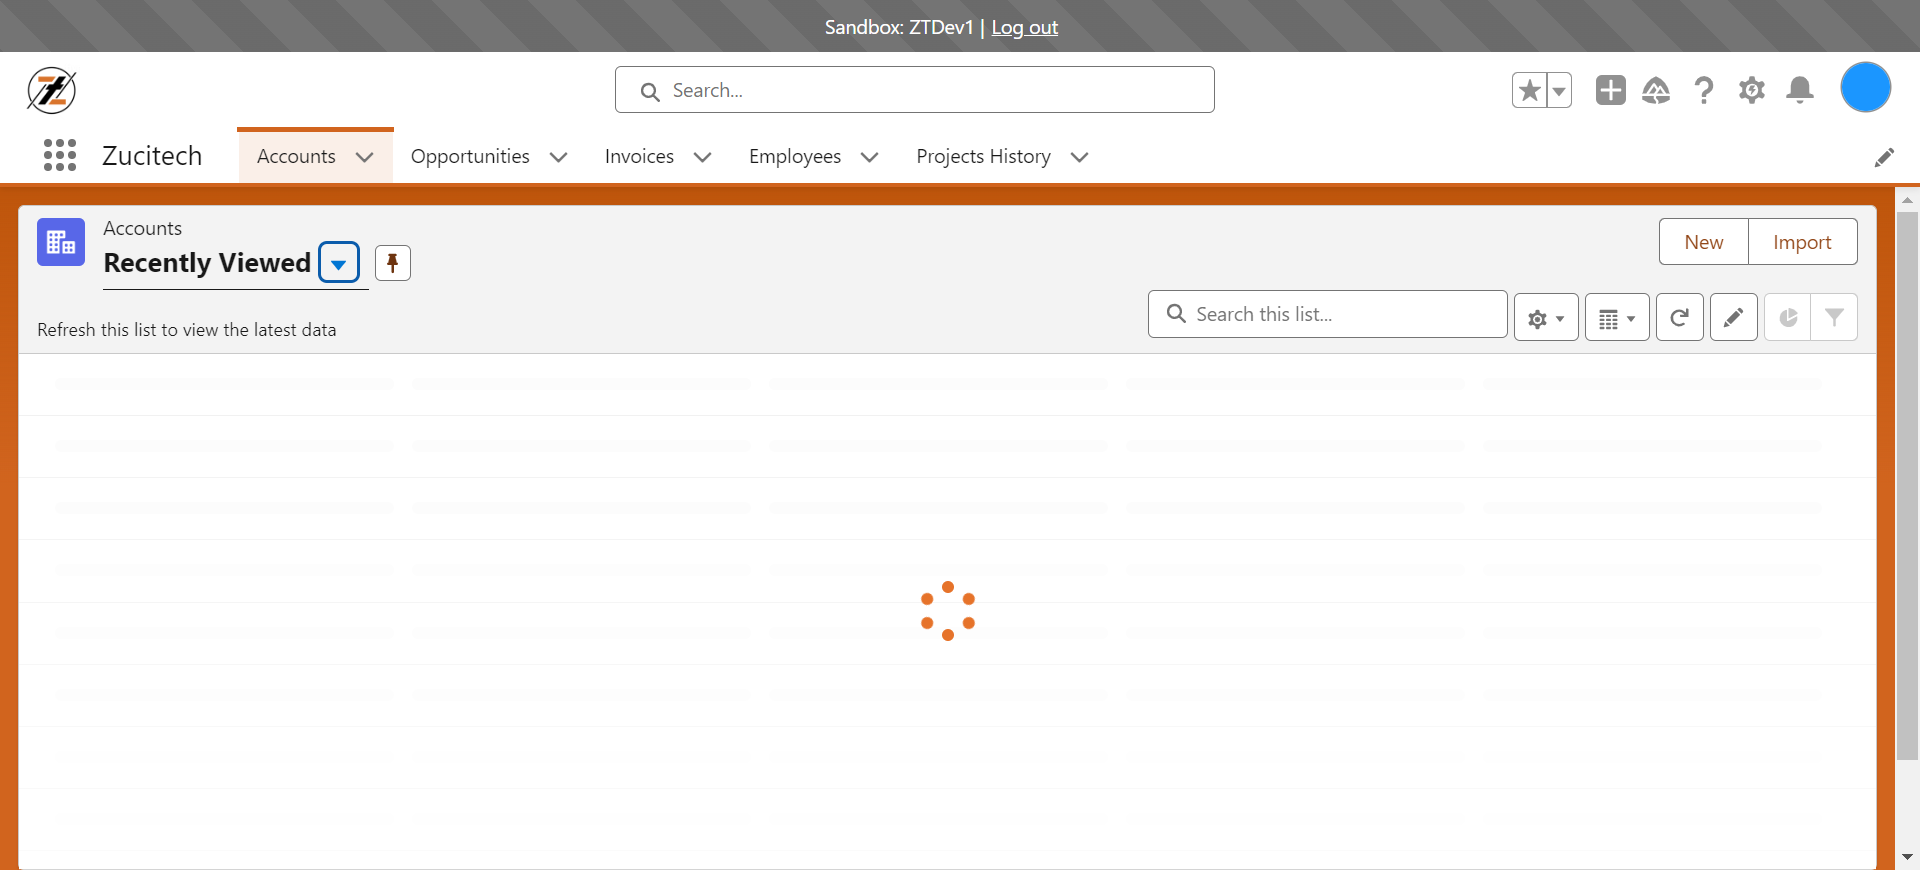 Sandbox: ZTDev1 | Log out
Search...
Zucitech
Accounts
Opportunities
Invoices
Employees
Projects History
Accounts
Recently Viewed
New
Import
Refresh this list to view the latest data
Search this list...